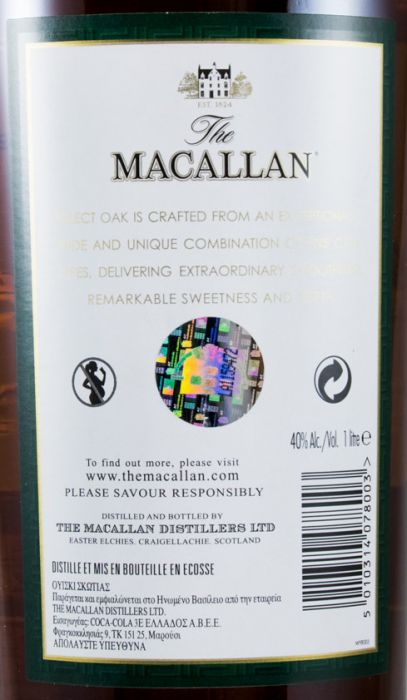 EST. 1824
The
MACALLAN
OAK IS CRAFTED FROM AN
AND UNIQUE COMBINATION
DELIVERING EXTRAORDINARY
REMARKABLE SWEETNESS AND
40% Alc./Vol. 1 litre e
To find out more, please visit
www.themacallan.com
PLEASE SAVOUR RESPONSIBLY
DISTILLED AND BOTTLED BY
THE MACALLAN DISTILLERS LTD
EASTER ELCHIES, CRAIGELLACHIE, SCOTLAND
DISTILLE ET MIS EN BOUTEILLE EN ECOSSE
ΟΥΙΣΚΙ ΣΚΩΤΙΑΣ
Παράγεται και εμφιαλώνεται στο Ηνωμένο Βασίλειο από την εταιρεία
THE MACALLAN DISTILLERS LTD.
Εισαγωγέας: COCA-COLA 3E ΕΛΛΑΔΟΣ Α.Β.Ε.Ε.
Φραγκοκκλησιάς 9, ΤΚ 151 25, Μαρούσι
ΑΠΟΛΑΥΣΤΕ ΥΠΕΥΘΥΝΑ
5 010314 078003 >